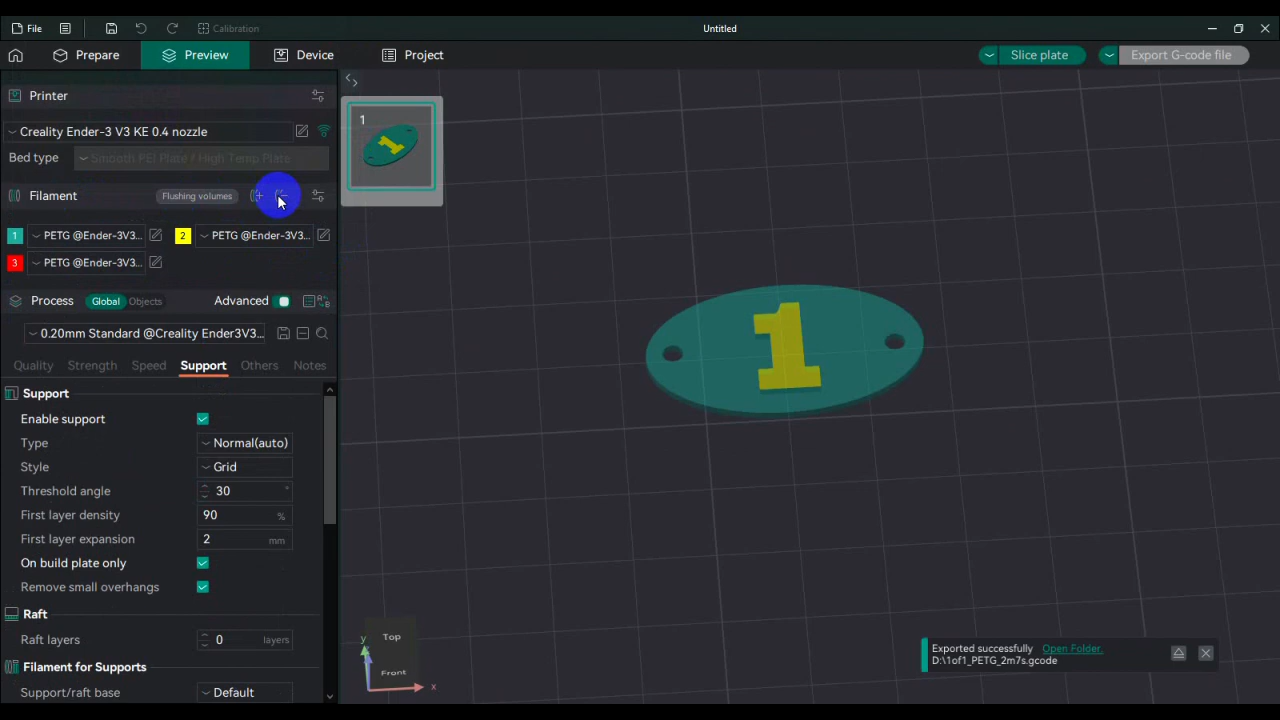 File Calibration Untitled
Prepare Preview Device Project Slice plate Export G-code file
Printer
Creality Ender-3 V3 KE 0.4 nozzle
Bed type Smooth PEI Plate / High Temp Plate
Filament Flushing volumes
1 PETG @Ender-3V3... 2 PETG @Ender-3V3...
3 PETG @Ender-3V3...
Process Global Objects Advanced
0.20mm Standard @Creality Ender3V3...
Quality Strength Speed Support Others Notes
Support
Enable support
Type Normal(auto)
Style Grid
Threshold angle 30 °
First layer density 90 %
First layer expansion 2 mm
On build plate only
Remove small overhangs
Raft
Raft layers 0 layers
Filament for Supports
Support/raft base Default
1
1
1
Top
Front
y
x
Exported successfully Open Folder.
D:\1of1_PETG_2m7s.gcode